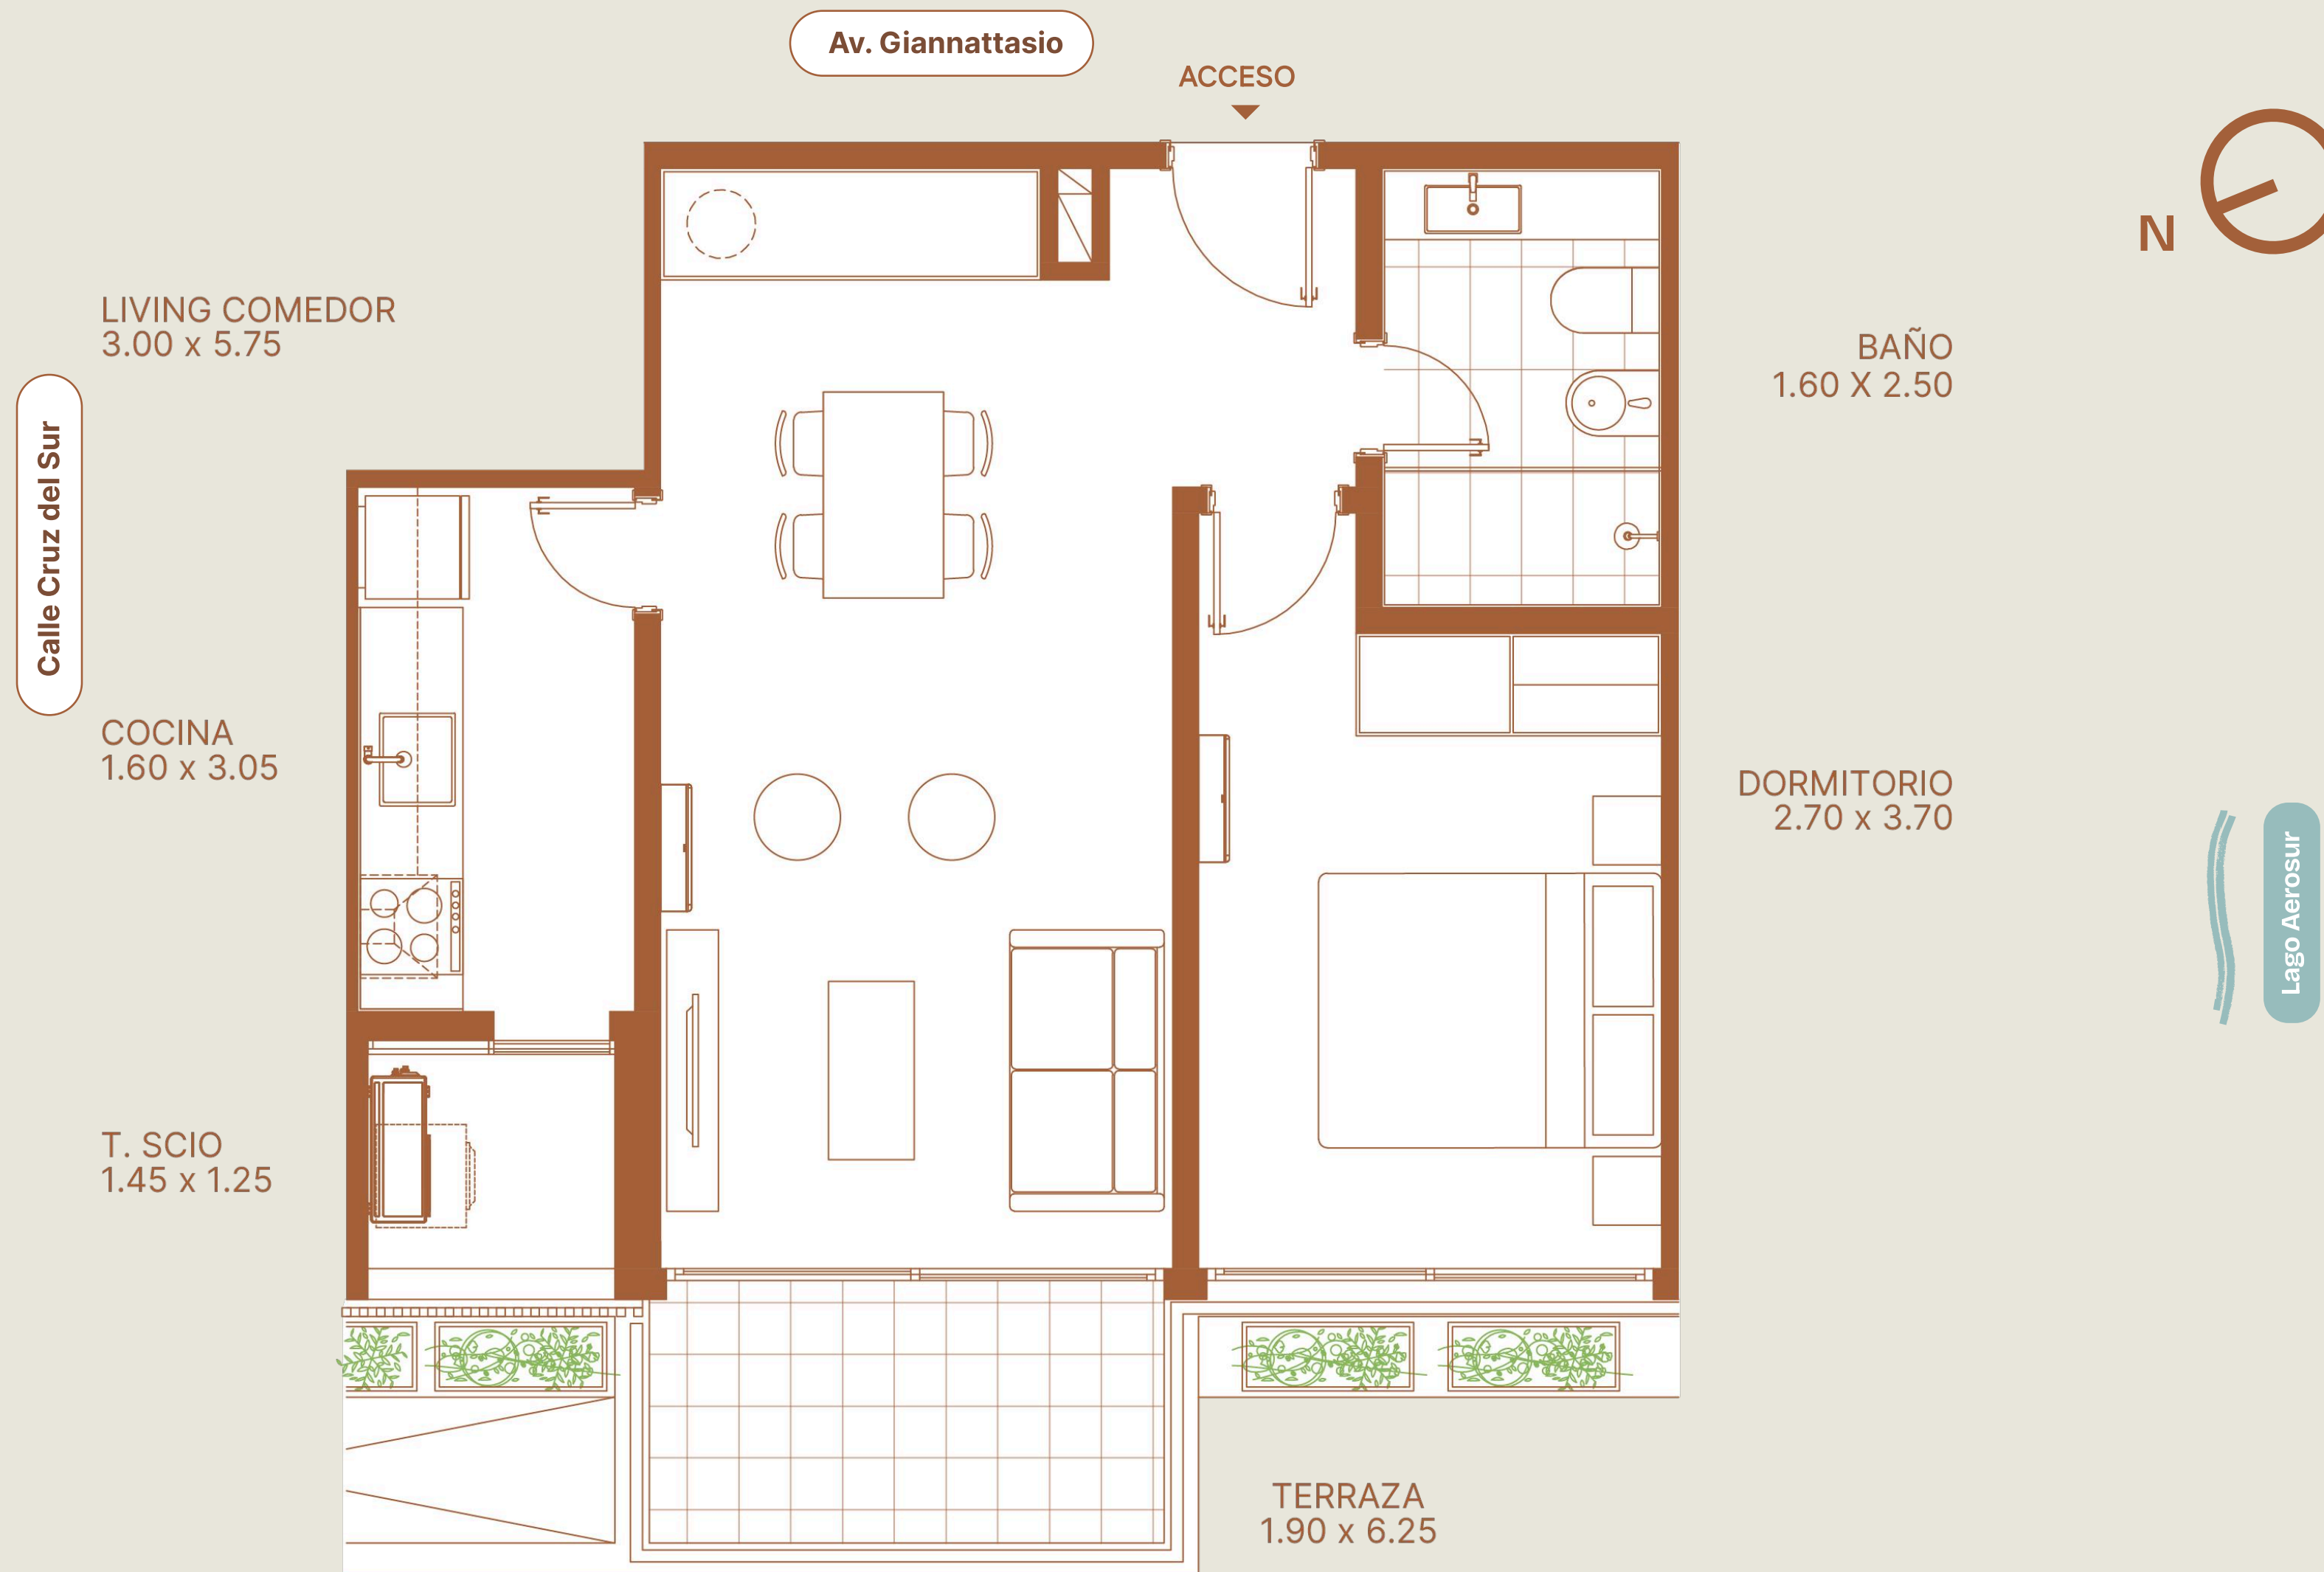 Av. Giannattasio
ACCESO
N
LIVING COMEDOR
3.00 x 5.75
BAÑO
1.60 X 2.50
Calle Cruz del Sur
COCINA
1.60 x 3.05
DORMITORIO
2.70 x 3.70
Lago Aerosur
T. SCIO
1.45 x 1.25
TERRAZA
1.90 x 6.25